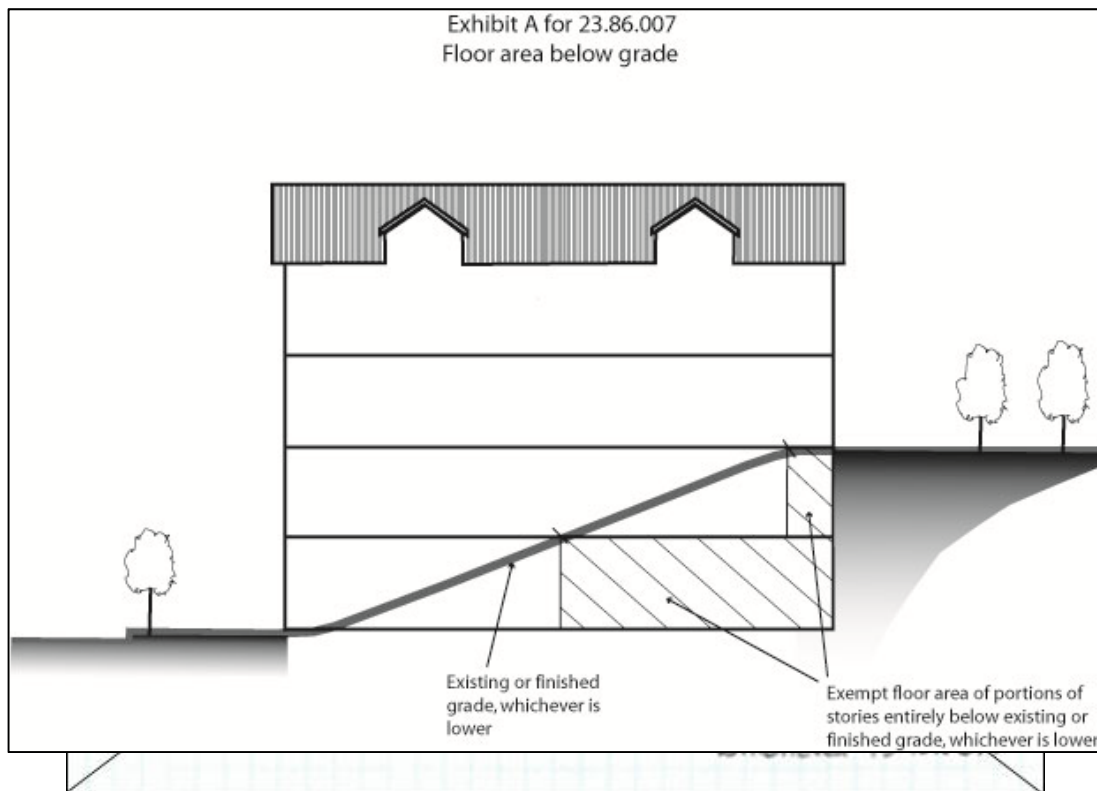 Exhibit A for 23.86.007
Floor area below grade
Existing or finished
grade, whichever is
lower
Exempt floor area of portions of
stories entirely below existing or
finished grade, whichever is lower